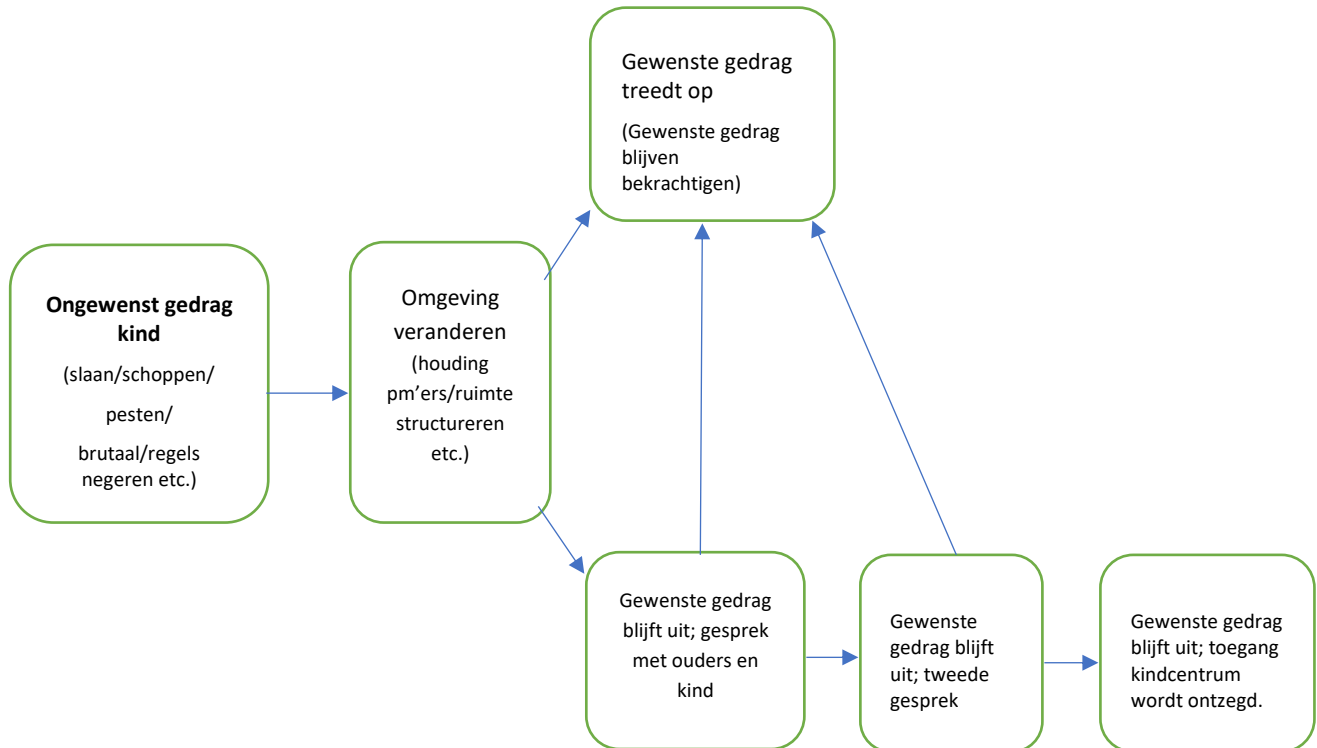 Gewenste gedrag
treedt op
(Gewenste gedrag
blijven
bekrachtigen)
Ongewenst gedrag
kind
(slaan/schoppen/
pesten/
brutaal/regels
negeren etc.)
Omgeving
veranderen
(houding
pm’ers/ruimte
structureren
etc.)
Gewenste gedrag
blijft uit; gesprek
met ouders en
kind
Gewenste
gedrag blijft
uit; tweede
gesprek
Gewenste gedrag
blijft uit; toegang
kindcentrum
wordt ontzegd.